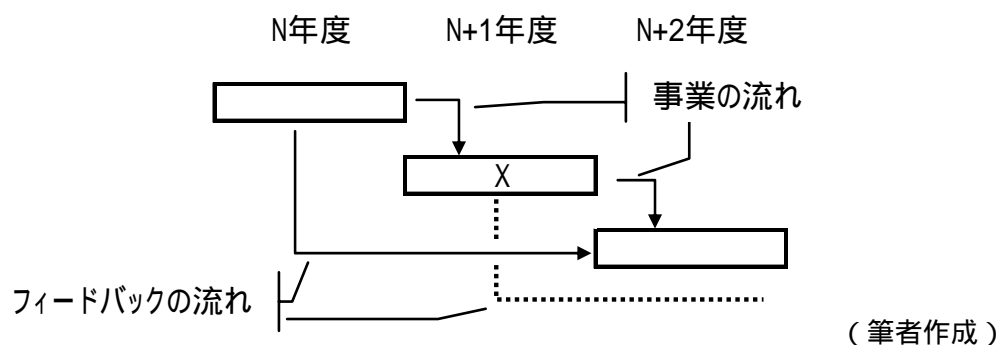 N年度 N+1年度 N+2年度
事業の流れ
X
フィードバックの流れ
(筆者作成)